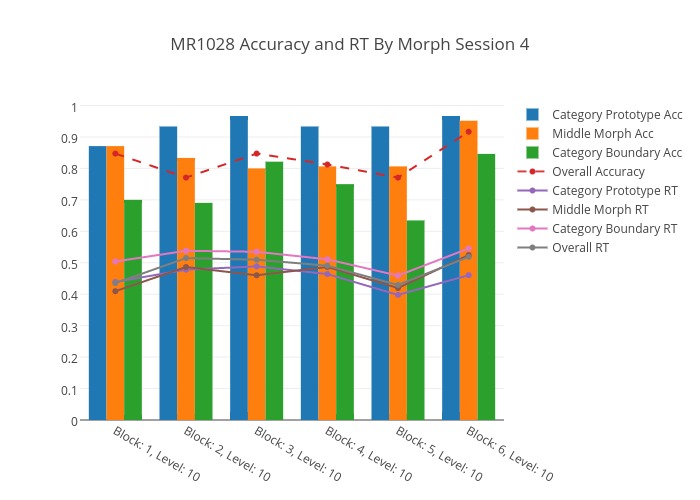 MR1028 Accuracy and RT By Morph Session 4
1
0.9
0.8
0.7
0.6
0.5
0.4
0.3
0.2
0.1
0
Block: 1, Level: 10
Block: 2, Level: 10
Block: 3, Level: 10
Block: 4, Level: 10
Block: 5, Level: 10
Block: 6, Level: 10
Category Prototype Acc
Middle Morph Acc
Category Boundary Acc
Overall Accuracy
Category Prototype RT
Middle Morph RT
Category Boundary RT
Overall RT